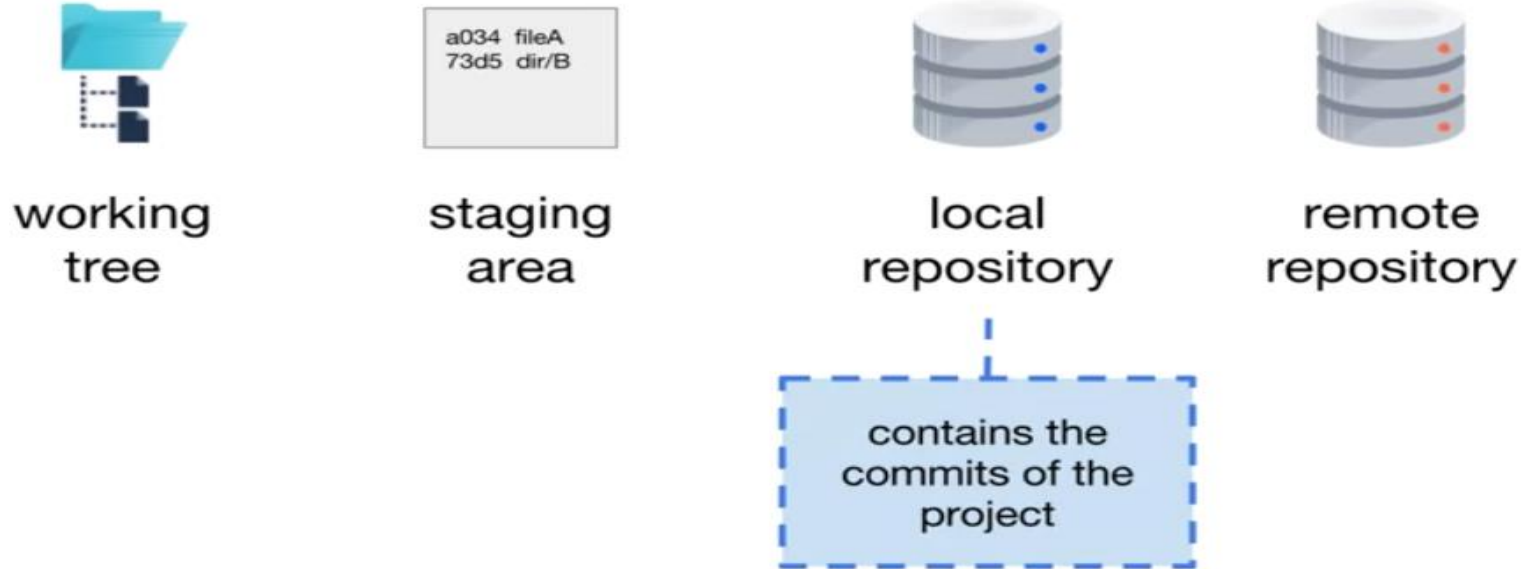 a034 fileA
73d5 dir/B
working
tree
staging
area
local
repository
remote
repository
contains the
commits of the
project